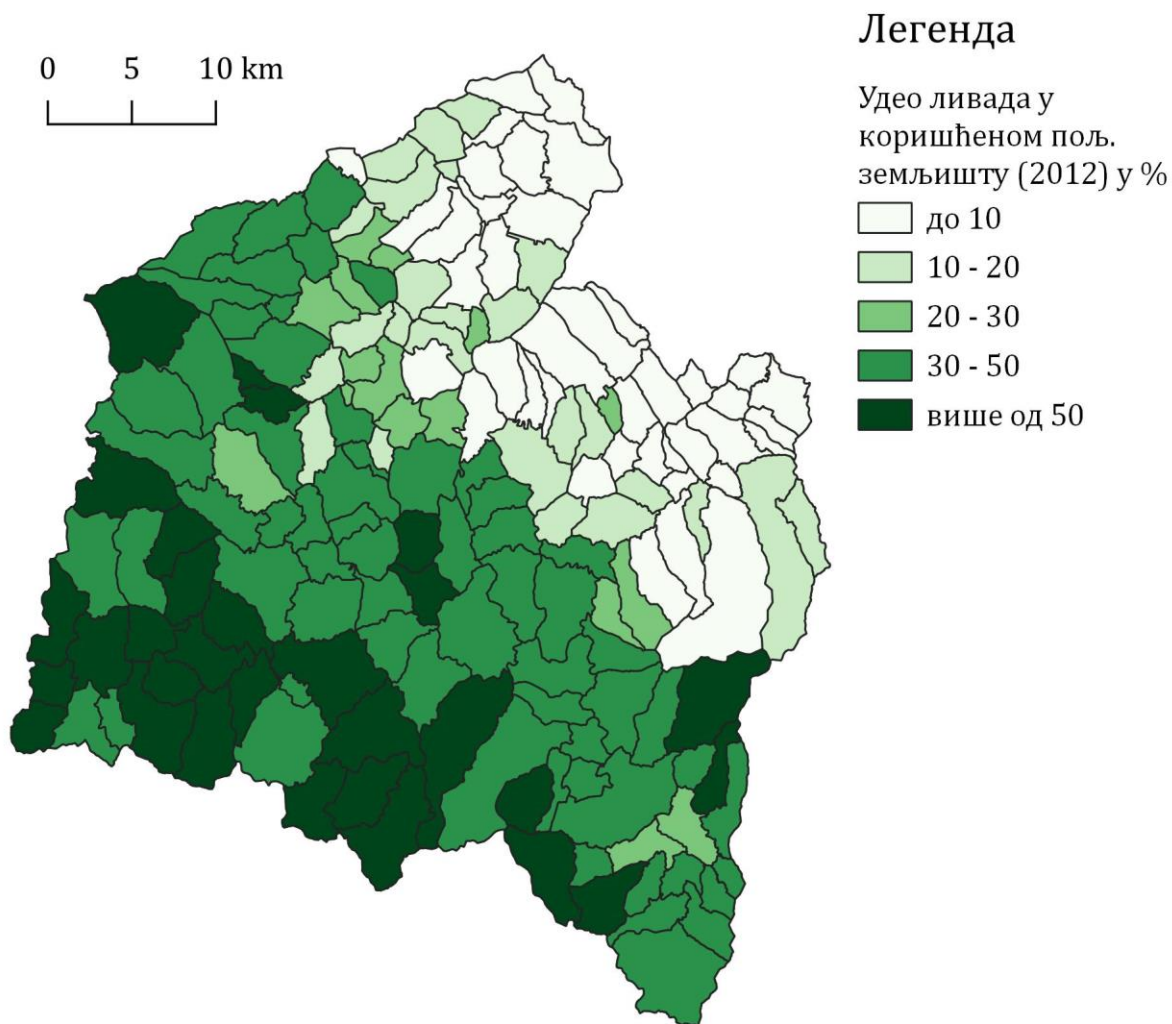 Легенда
0 5 10 km
Удео ливада у
коришћеном пољ.
земљишту (2012) у %
до 10
10 - 20
20 - 30
30 - 50
више од 50